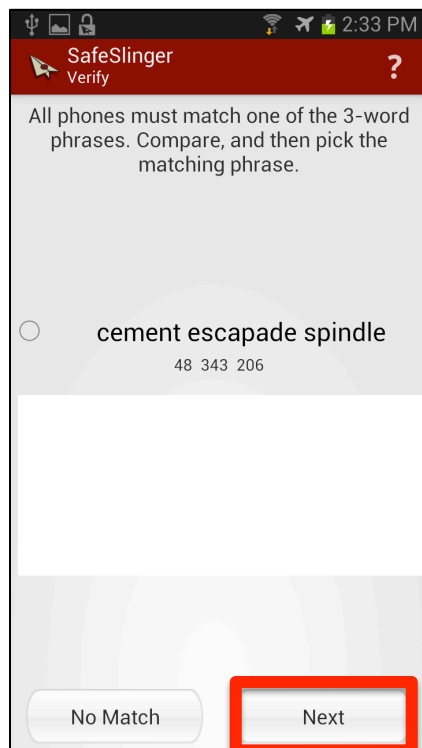 2:33 PM
SafeSlinger
Verify
?
All phones must match one of the 3-word
phrases. Compare, and then pick the
matching phrase.
cement escapade spindle
48 343 206
No Match
Next